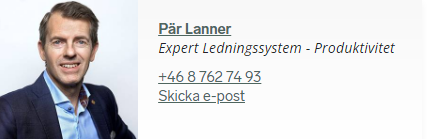 Pär Lanner
Expert Ledningssystem - Produktivitet
+46 8 762 74 93
Skicka e-post